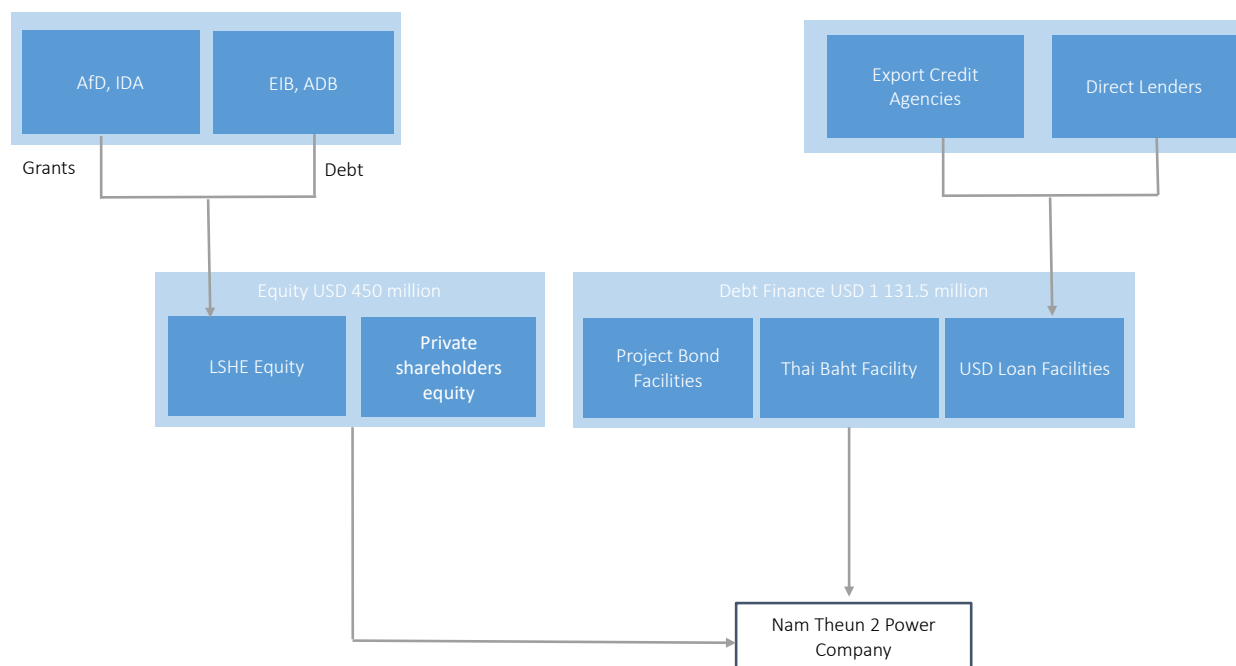 AfD, IDA
EIB, ADB
Export Credit
Agencies
Direct Lenders
Grants
Debt
Equity USD 450 million
Debt Finance USD 1 131.5 million
LSHE Equity
Private
shareholders
equity
Project Bond
Facilities
Thai Baht Facility
USD Loan Facilities
Nam Theun 2 Power
Company